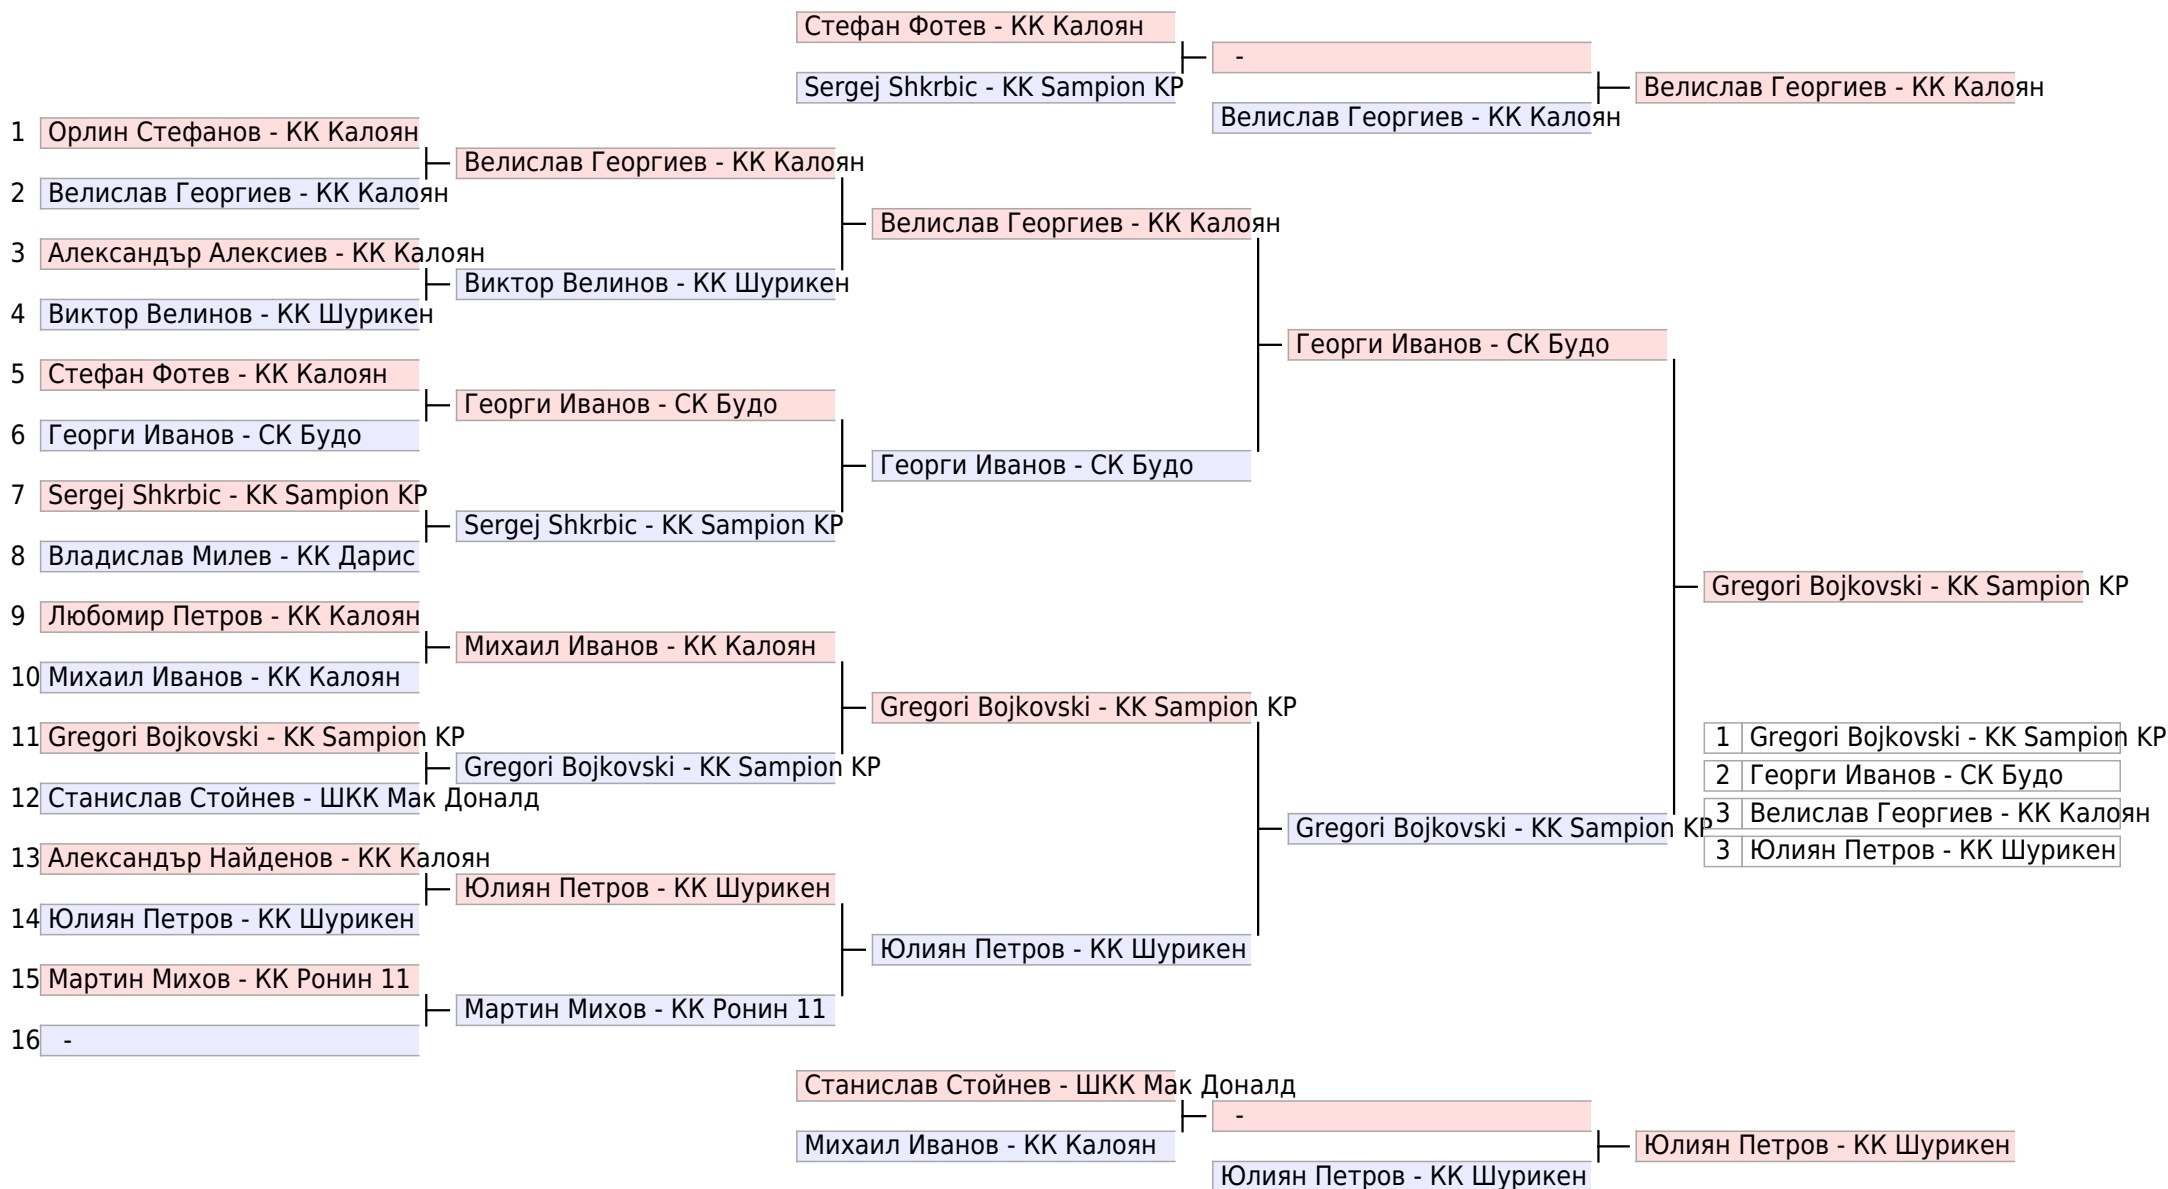 Стефан Фотев - КК Калоян
-
Sergej Shkrbic - KK Sampion KP
Велислав Георгиев - КК Калоян
Велислав Георгиев - КК Калоян
1 Орлин Стефанов - КК Калоян
Велислав Георгиев - КК Калоян
2 Велислав Георгиев - КК Калоян
Велислав Георгиев - КК Калоян
3 Александър Алексиев - КК Калоян
Виктор Велинов - КК Шурикен
4 Виктор Велинов - КК Шурикен
Георги Иванов - СК Будо
5 Стефан Фотев - КК Калоян
Георги Иванов - СК Будо
6 Георги Иванов - СК Будо
Георги Иванов - СК Будо
7 Sergej Shkrbic - KK Sampion KP
Sergej Shkrbic - KK Sampion KP
8 Владислав Милев - КК Дарис
Gregori Bojkovski - KK Sampion KP
9 Любомир Петров - КК Калоян
Михаил Иванов - КК Калоян
10 Михаил Иванов - КК Калоян
Gregori Bojkovski - KK Sampion KP
11 Gregori Bojkovski - KK Sampion KP
1 Gregori Bojkovski - KK Sampion KP
Gregori Bojkovski - KK Sampion KP
2 Георги Иванов - СК Будо
12 Станислав Стойнев - ШКК Мак Доналд
3 Велислав Георгиев - КК Калоян
Gregori Bojkovski - KK Sampion KP
3 Юлиян Петров - КК Шурикен
13 Александър Найденов - КК Калоян
Юлиян Петров - КК Шурикен
14 Юлиян Петров - КК Шурикен
Юлиян Петров - КК Шурикен
15 Мартин Михов - КК Ронин 11
Мартин Михов - КК Ронин 11
16 -
Станислав Стойнев - ШКК Мак Доналд
-
Михаил Иванов - КК Калоян
Юлиян Петров - КК Шурикен
Юлиян Петров - КК Шурикен